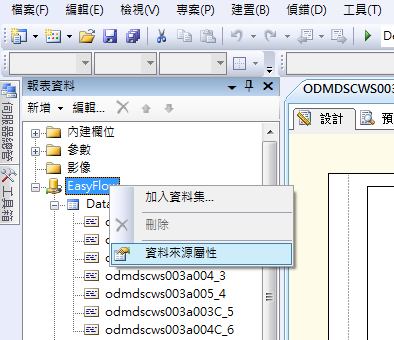 檔案(F) 編輯(E) 檢視(V) 專案(P) 建置(B) 偵錯(D) 工具(T)
報表資料
ODMDSCWS003
新增 編輯...
設計
內建欄位
參數
影像
EasyFlow
加入資料集...
Data
刪除
資料來源屬性
odmdscws003a004_3
odmdscws003a005_4
odmdscws003a003C_5
odmdscws003a004C_6
伺服器總管
工具箱